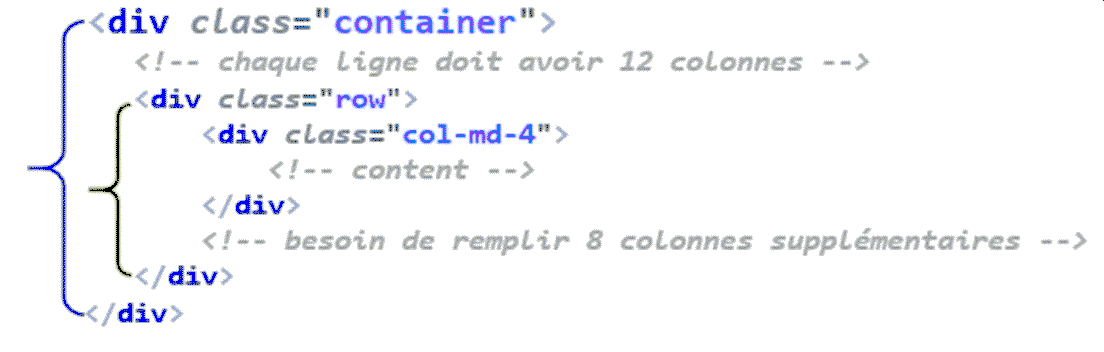 <div class="container">
<!-- chaque ligne doit avoir 12 colonnes -->
<div class="row">
<div class="col-md-4">
<!-- content -->
</div>
<!-- besoin de remplir 8 colonnes supplémentaires -->
</div>
</div>